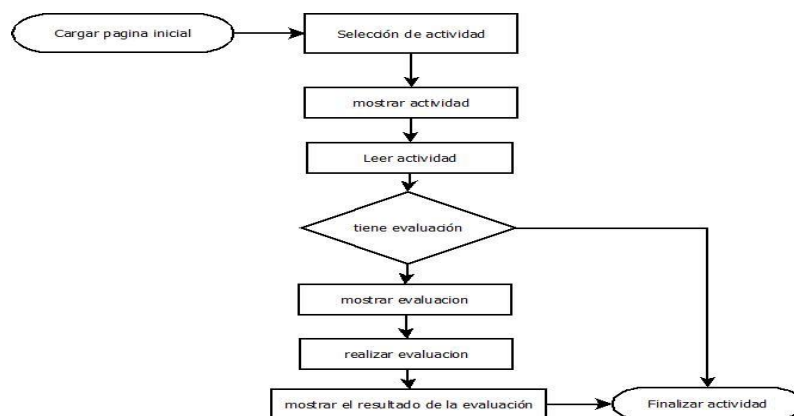 Cargar pagina inicial
Selección de actividad
mostrar actividad
Leer actividad
tiene evaluación
mostrar evaluacion
realizar evaluacion
mostrar el resultado de la evaluación
Finalizar actividad